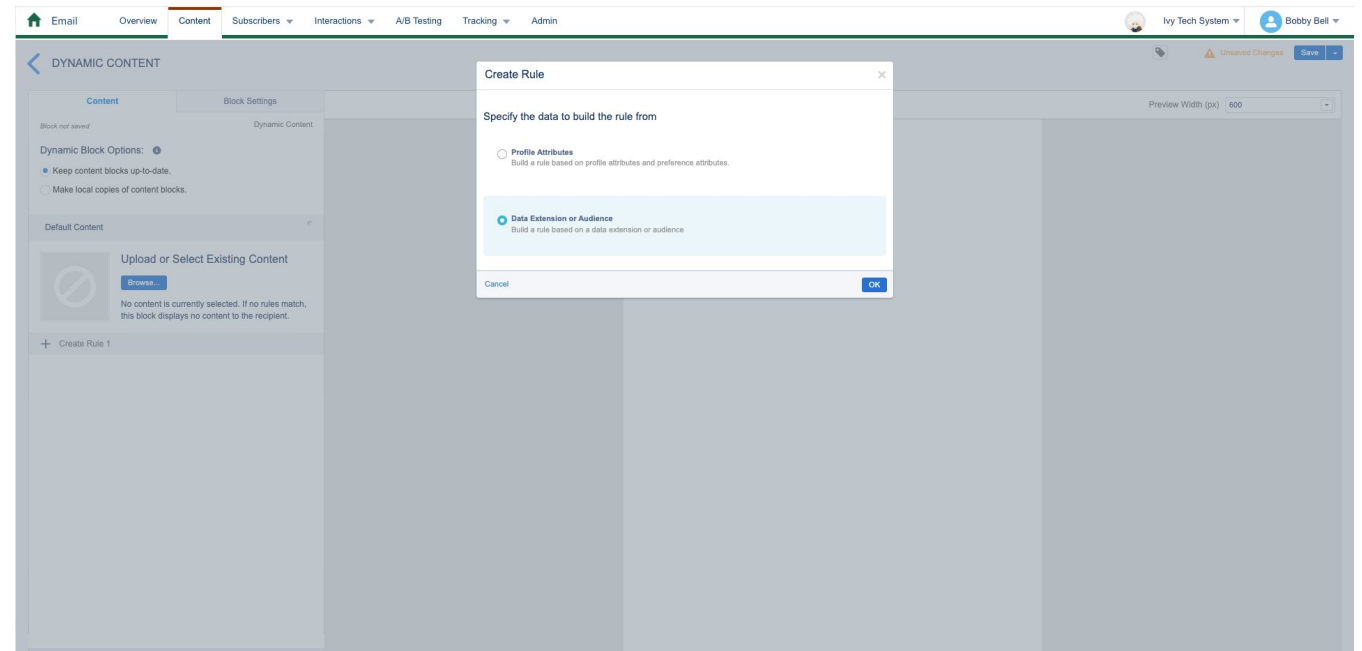 Email Overview Content Subscribers Interactions A/B Testing Tracking Admin Ivy Tech System Bobby Bell
DYNAMIC CONTENT
Unsaved Changes Save
Create Rule
Content Block Settings
Preview Width (px) 600
Block not saved Dynamic Content
Specify the data to build the rule from
Dynamic Block Options:
Keep content blocks up-to-date.
Make local copies of content blocks.
Profile Attributes
Build a rule based on profile attributes and preference attributes.
Default Content
Data Extension or Audience
Build a rule based on a data extension or audience
Upload or Select Existing Content
Browse...
No content is currently selected. If no rules match,
this block displays no content to the recipient.
Cancel OK
Create Rule 1